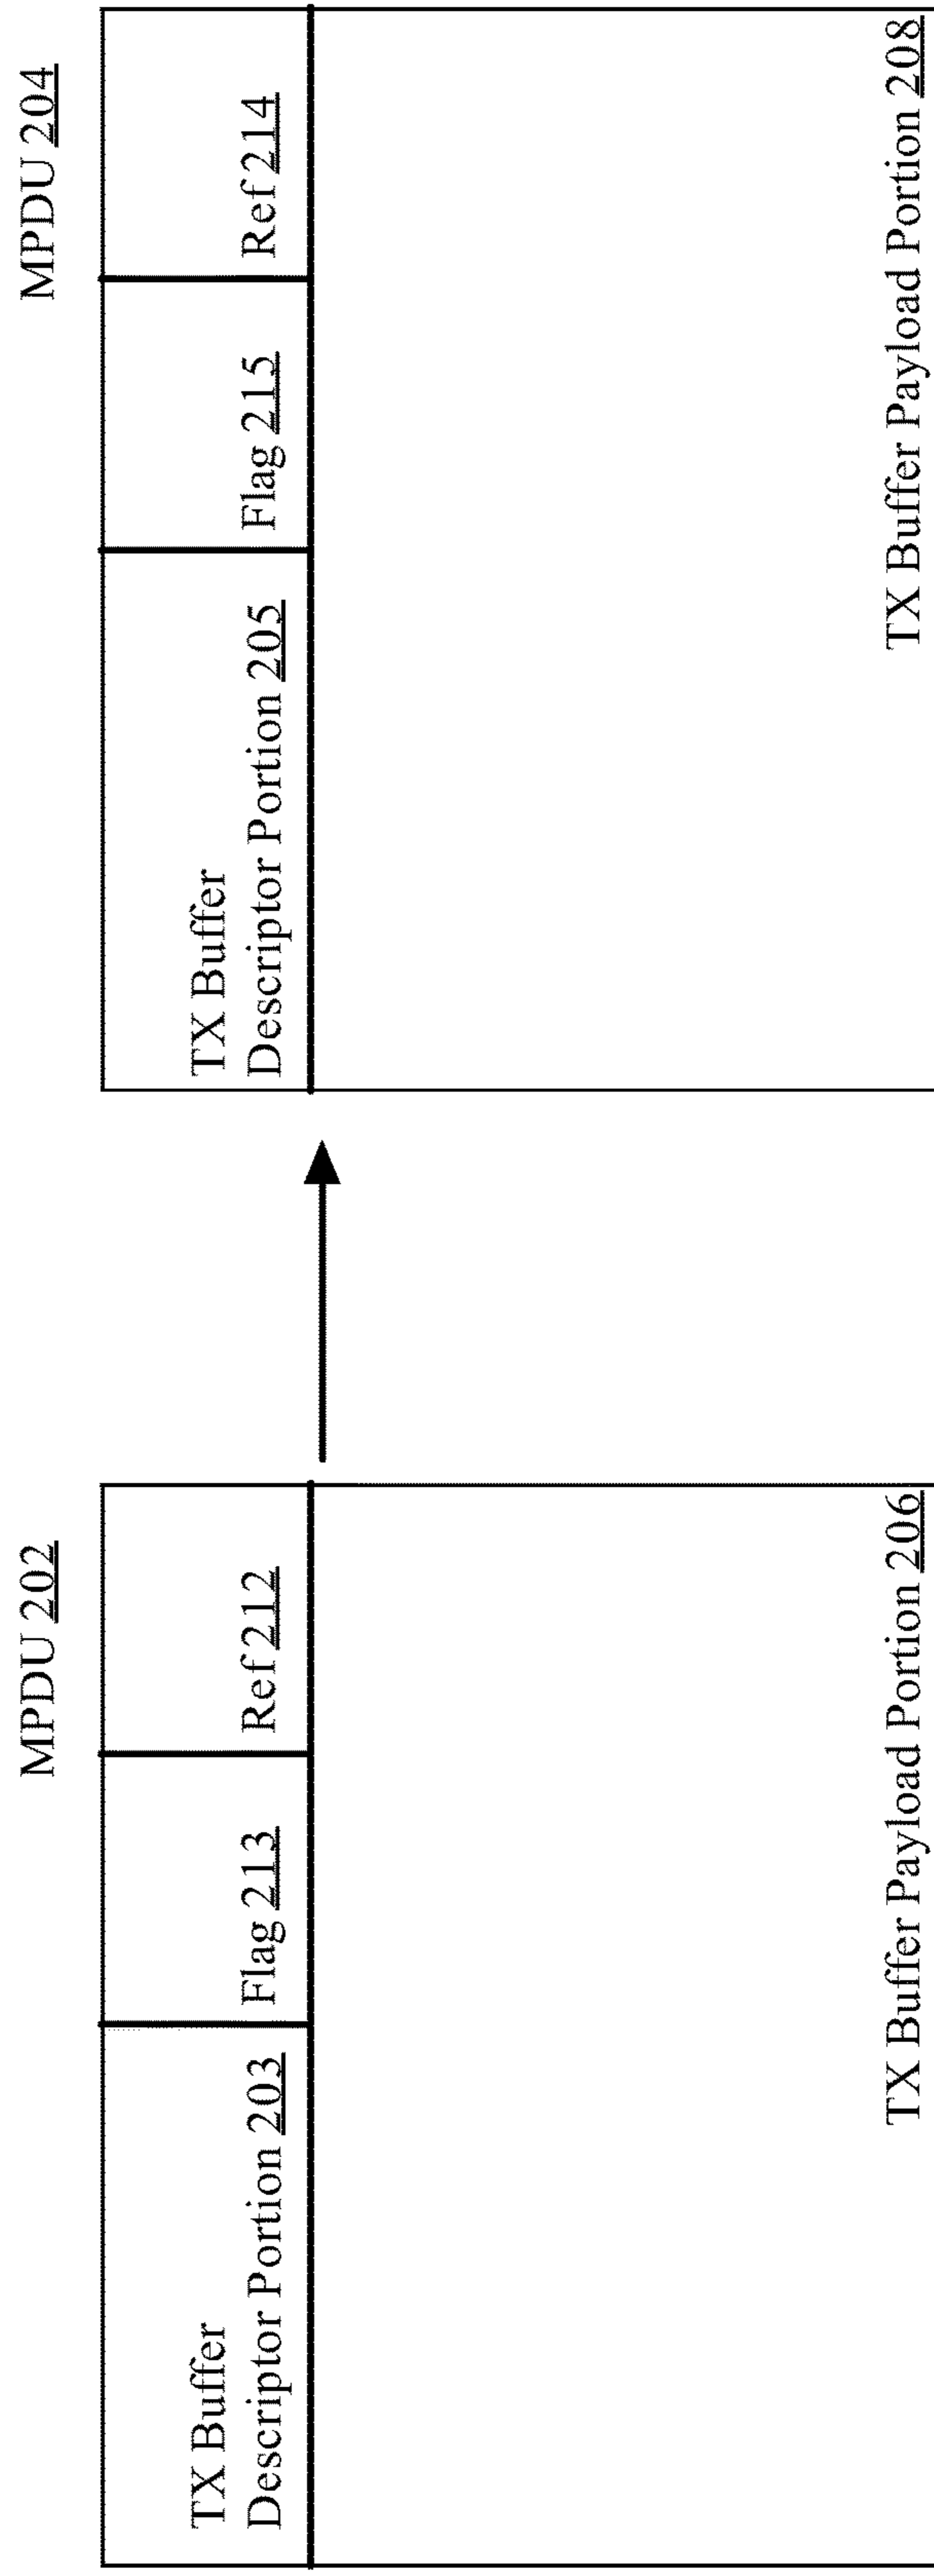 MPDU 202
TX Buffer
Descriptor Portion 203
Flag 213
Ref 212
TX Buffer Payload Portion 206
MPDU 204
TX Buffer
Descriptor Portion 205
Flag 215
Ref 214
TX Buffer Payload Portion 208